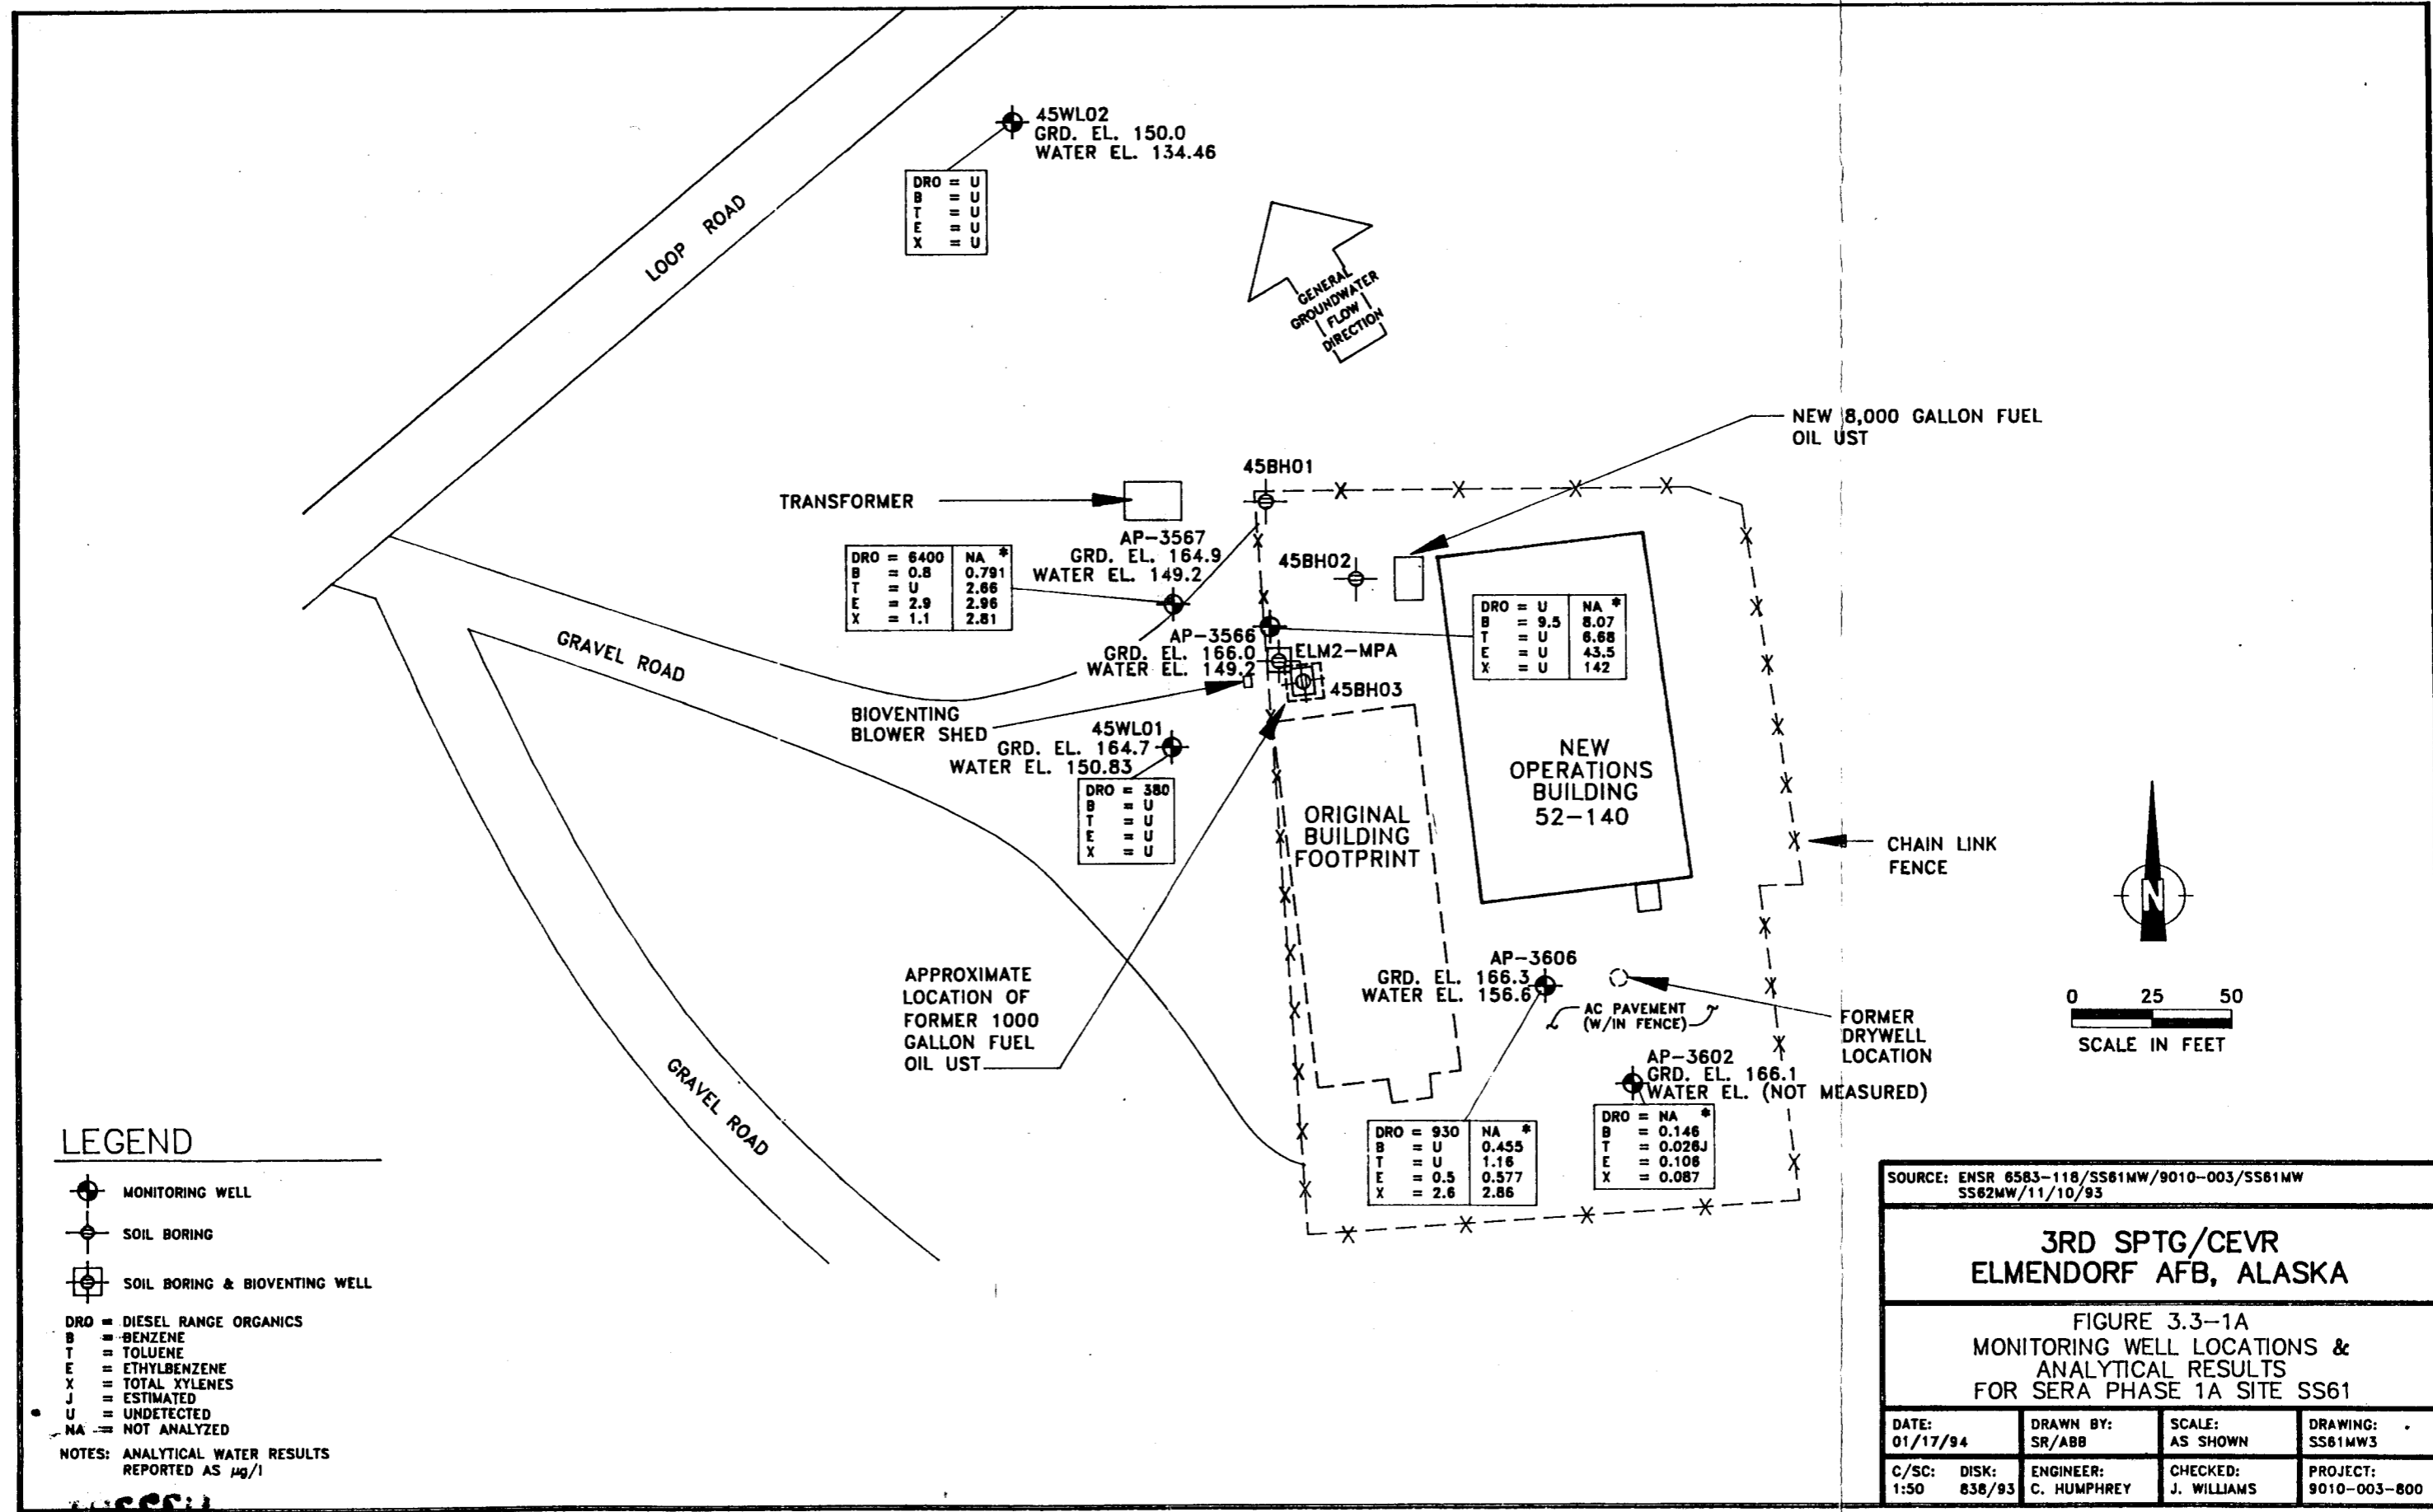 45WL02
GRD. EL. 150.0
WATER EL. 134.46
DRO = U
B = U
T = U
E = U
X = U
LOOP ROAD
GENERAL
GROUNDWATER
FLOW
DIRECTION
NEW 8,000 GALLON FUEL
OIL UST
45BH01
TRANSFORMER
AP-3567
GRD. EL. 164.9
WATER EL. 149.2
DRO = 6400 NA *
B = 0.8 0.791
T = U 2.66
E = 2.9 2.96
X = 1.1 2.81
45BH02
DRO = U NA *
B = 9.5 8.07
T = U 6.68
E = U 43.5
X = U 142
GRAVEL ROAD
AP-3566
GRD. EL. 166.0
WATER EL. 149.2
ELM2-MPA
45BH03
BIOVENTING
BLOWER SHED
45WL01
GRD. EL. 164.7
WATER EL. 150.83
DRO = 380
B = U
T = U
E = U
X = U
NEW
OPERATIONS
BUILDING
52-140
ORIGINAL
BUILDING
FOOTPRINT
CHAIN LINK
FENCE
N
APPROXIMATE
LOCATION OF
FORMER 1000
GALLON FUEL
OIL UST
AP-3606
GRD. EL. 166.3
WATER EL. 156.6
AC PAVEMENT
(W/IN FENCE)
FORMER
DRYWELL
LOCATION
0 25 50
SCALE IN FEET
AP-3602
GRD. EL. 166.1
WATER EL. (NOT MEASURED)
DRO = 930 NA *
B = U 0.455
T = U 1.16
E = 0.5 0.577
X = 2.6 2.86
DRO = NA *
B = 0.146
T = 0.026J
E = 0.106
X = 0.087
GRAVEL ROAD
LEGEND
MONITORING WELL
SOIL BORING
SOIL BORING & BIOVENTING WELL
DRO = DIESEL RANGE ORGANICS
B = BENZENE
T = TOLUENE
E = ETHYLBENZENE
X = TOTAL XYLENES
J = ESTIMATED
U = UNDETECTED
NA = NOT ANALYZED
NOTES: ANALYTICAL WATER RESULTS
REPORTED AS µg/l
SOURCE: ENSR 6583-118/SS61MW/9010-003/SS61MW
SS62MW/11/10/93
3RD SPTG/CEVR
ELMENDORF AFB, ALASKA
FIGURE 3.3-1A
MONITORING WELL LOCATIONS &
ANALYTICAL RESULTS
FOR SERA PHASE 1A SITE SS61
DATE: DRAWN BY: SCALE: DRAWING:
01/17/94 SR/ABB AS SHOWN SS61MW3
C/SC: DISK: ENGINEER: CHECKED: PROJECT:
1:50 838/93 C. HUMPHREY J. WILLIAMS 9010-003-800